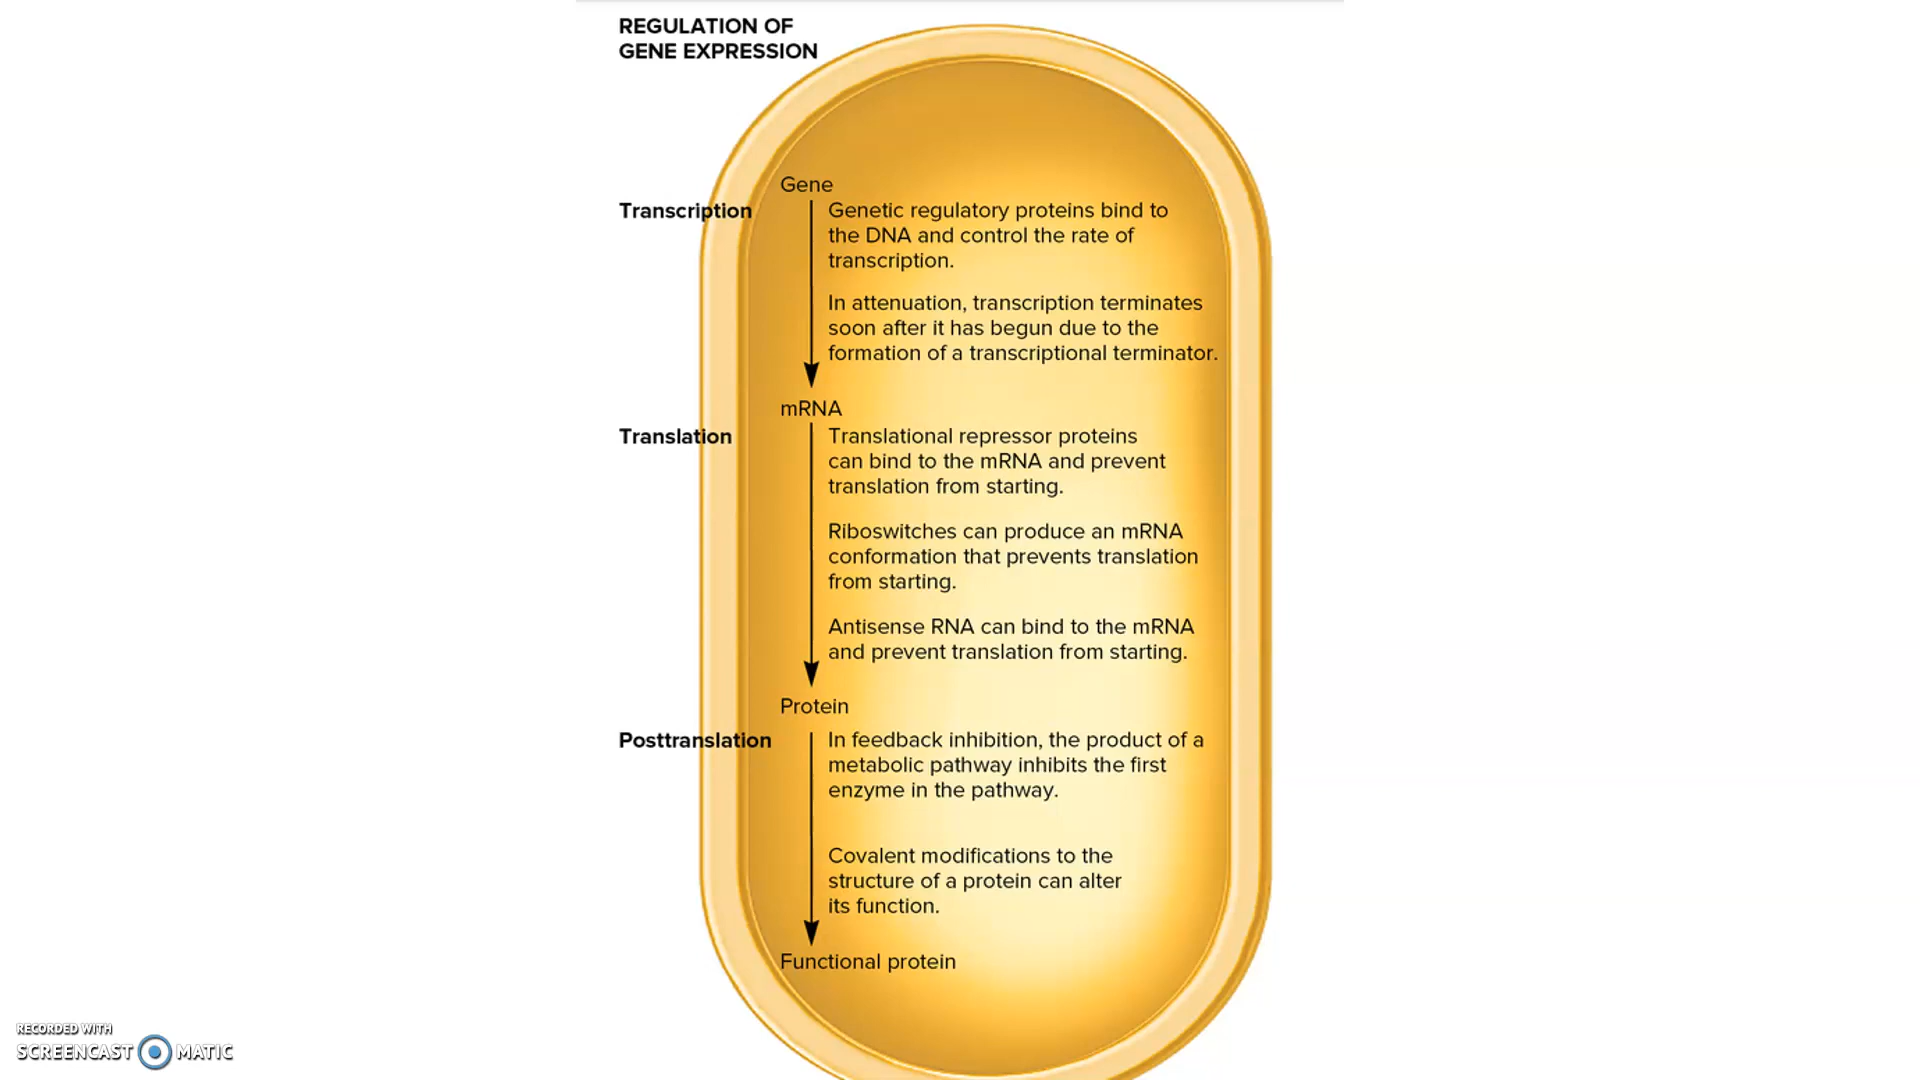 REGULATION OF
GENE EXPRESSION
Gene
Transcription
Genetic regulatory proteins bind to
the DNA and control the rate of
transcription.
In attenuation, transcription terminates
soon after it has begun due to the
formation of a transcriptional terminator.
mRNA
Translation
Translational repressor proteins
can bind to the mRNA and prevent
translation from starting.
Riboswitches can produce an mRNA
conformation that prevents translation
from starting.
Antisense RNA can bind to the mRNA
and prevent translation from starting.
Protein
Posttranslation
In feedback inhibition, the product of a
metabolic pathway inhibits the first
enzyme in the pathway.
Covalent modifications to the
structure of a protein can alter
its function.
Functional protein
RECORDED WITH
SCREENCAST MATIC